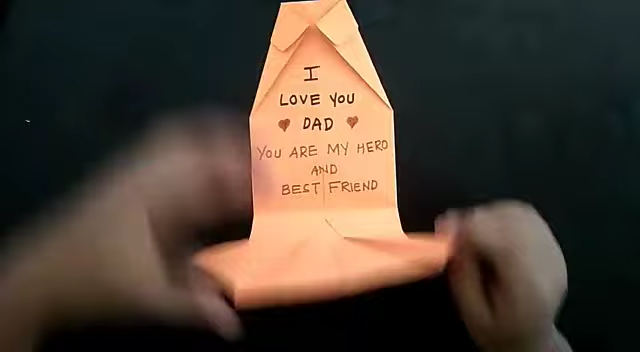 I
LOVE YOU
DAD
YOU ARE MY HERO
AND
BEST FRIEND